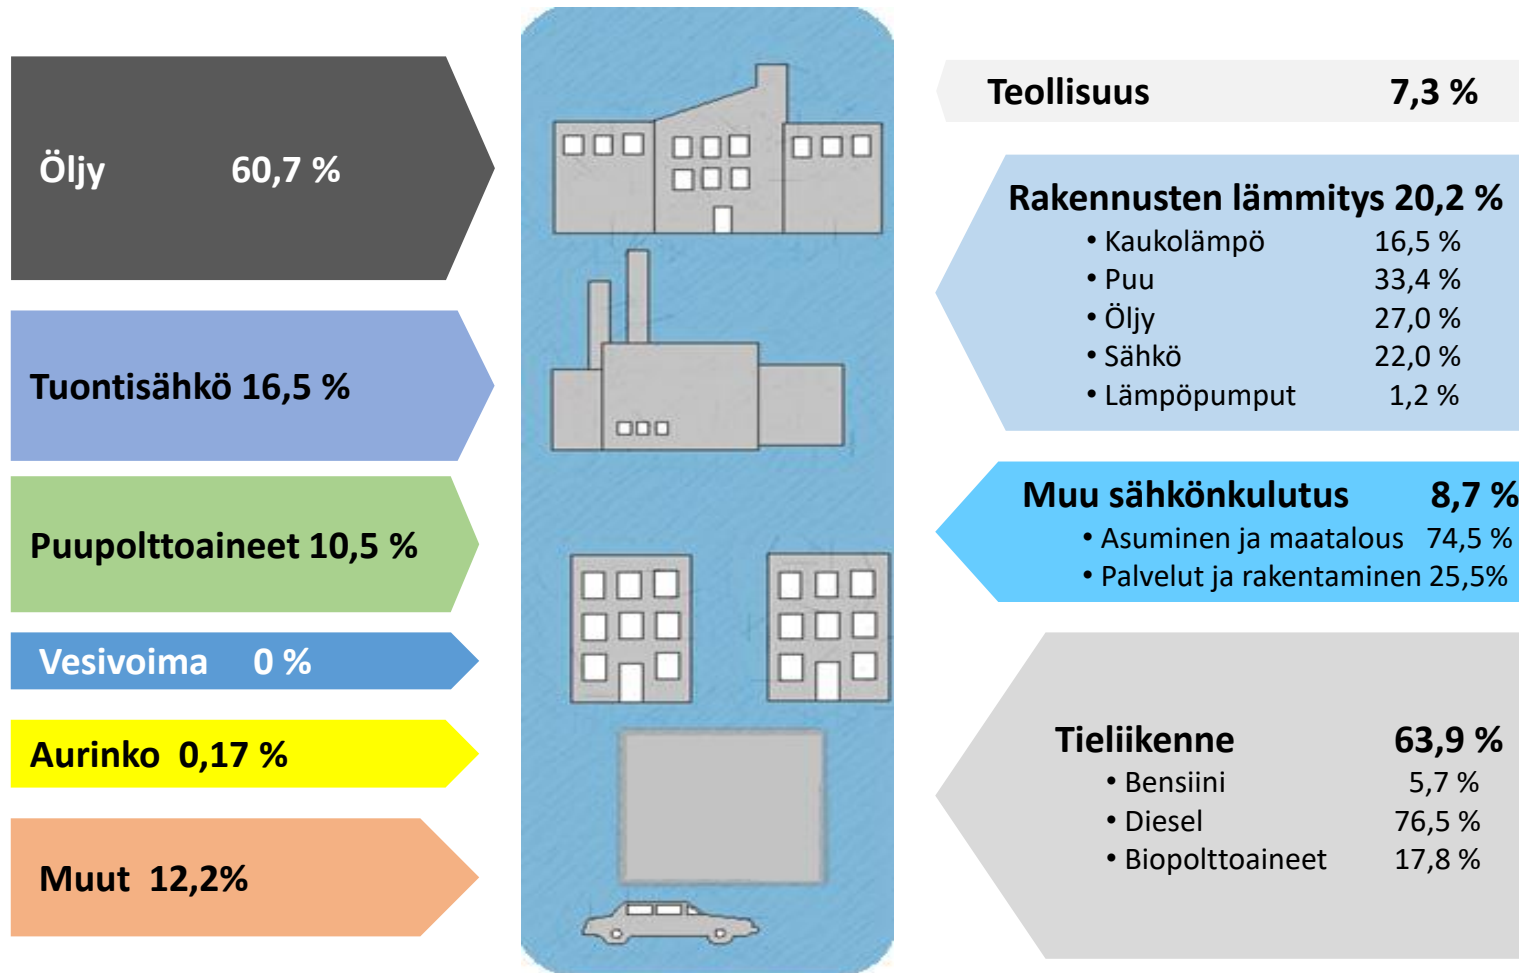 Öljy 60,7 %
Tuontisähkö 16,5 %
Puupolttoaineet 10,5 %
Vesivoima 0 %
Aurinko 0,17 %
Muut 12,2%
Teollisuus 7,3 %
Rakennusten lämmitys 20,2 %
• Kaukolämpö 16,5 %
• Puu 33,4 %
• Öljy 27,0 %
• Sähkö 22,0 %
• Lämpöpumput 1,2 %
Muu sähkönkulutus 8,7 %
• Asuminen ja maatalous 74,5 %
• Palvelut ja rakentaminen 25,5%
Tieliikenne 63,9 %
• Bensiini 5,7 %
• Diesel 76,5 %
• Biopolttoaineet 17,8 %